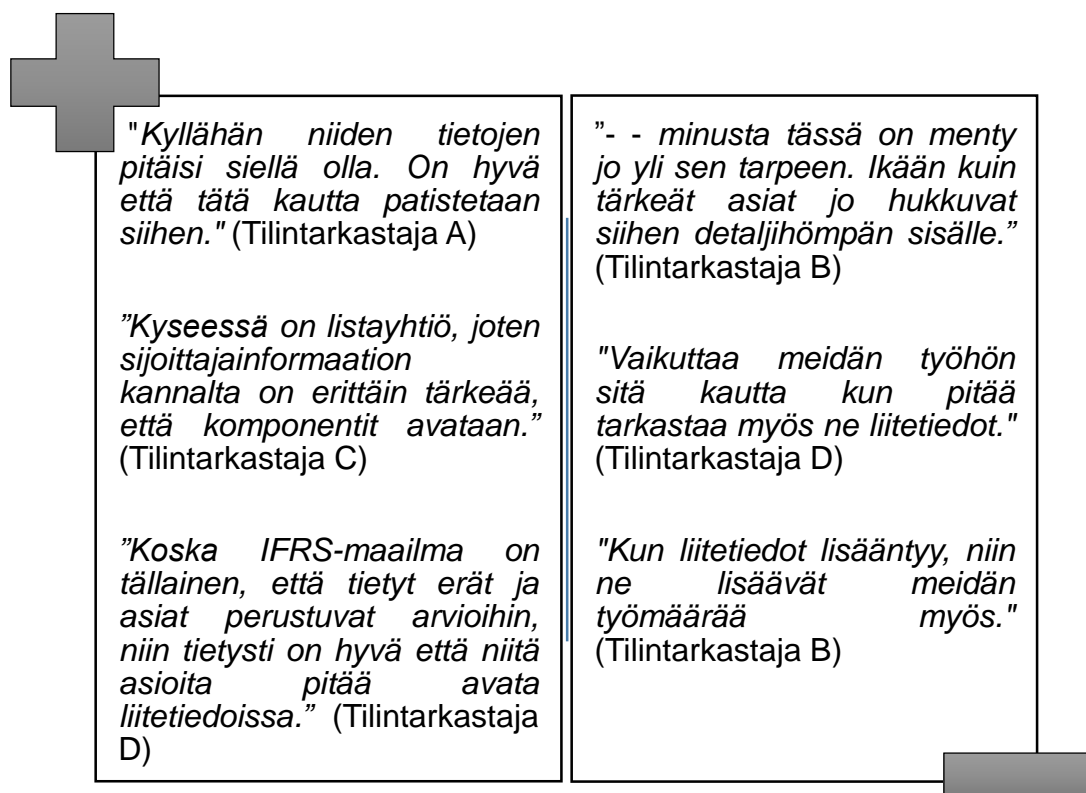 "Kyllähän niiden tietojen
pitäisi siellä olla. On hyvä
että tätä kautta patistetaan
siihen." (Tilintarkastaja A)
”Kyseessä on listayhtiö, joten
sijoittajainformaation
kannalta on erittäin tärkeää,
että komponentit avataan.”
(Tilintarkastaja C)
”Koska IFRS-maailma on
tällainen, että tietyt erät ja
asiat perustuvat arvioihin,
niin tietysti on hyvä että niitä
asioita pitää avata
liitetiedoissa.” (Tilintarkastaja
D)
”- - minusta tässä on menty
jo yli sen tarpeen. Ikään kuin
tärkeät asiat jo hukkuvat
siihen detaljihömpän sisälle.”
(Tilintarkastaja B)
"Vaikuttaa meidän työhön
sitä kautta kun pitää
tarkastaa myös ne liitetiedot."
(Tilintarkastaja D)
"Kun liitetiedot lisääntyy, niin
ne lisäävät meidän
työmäärää myös."
(Tilintarkastaja B)